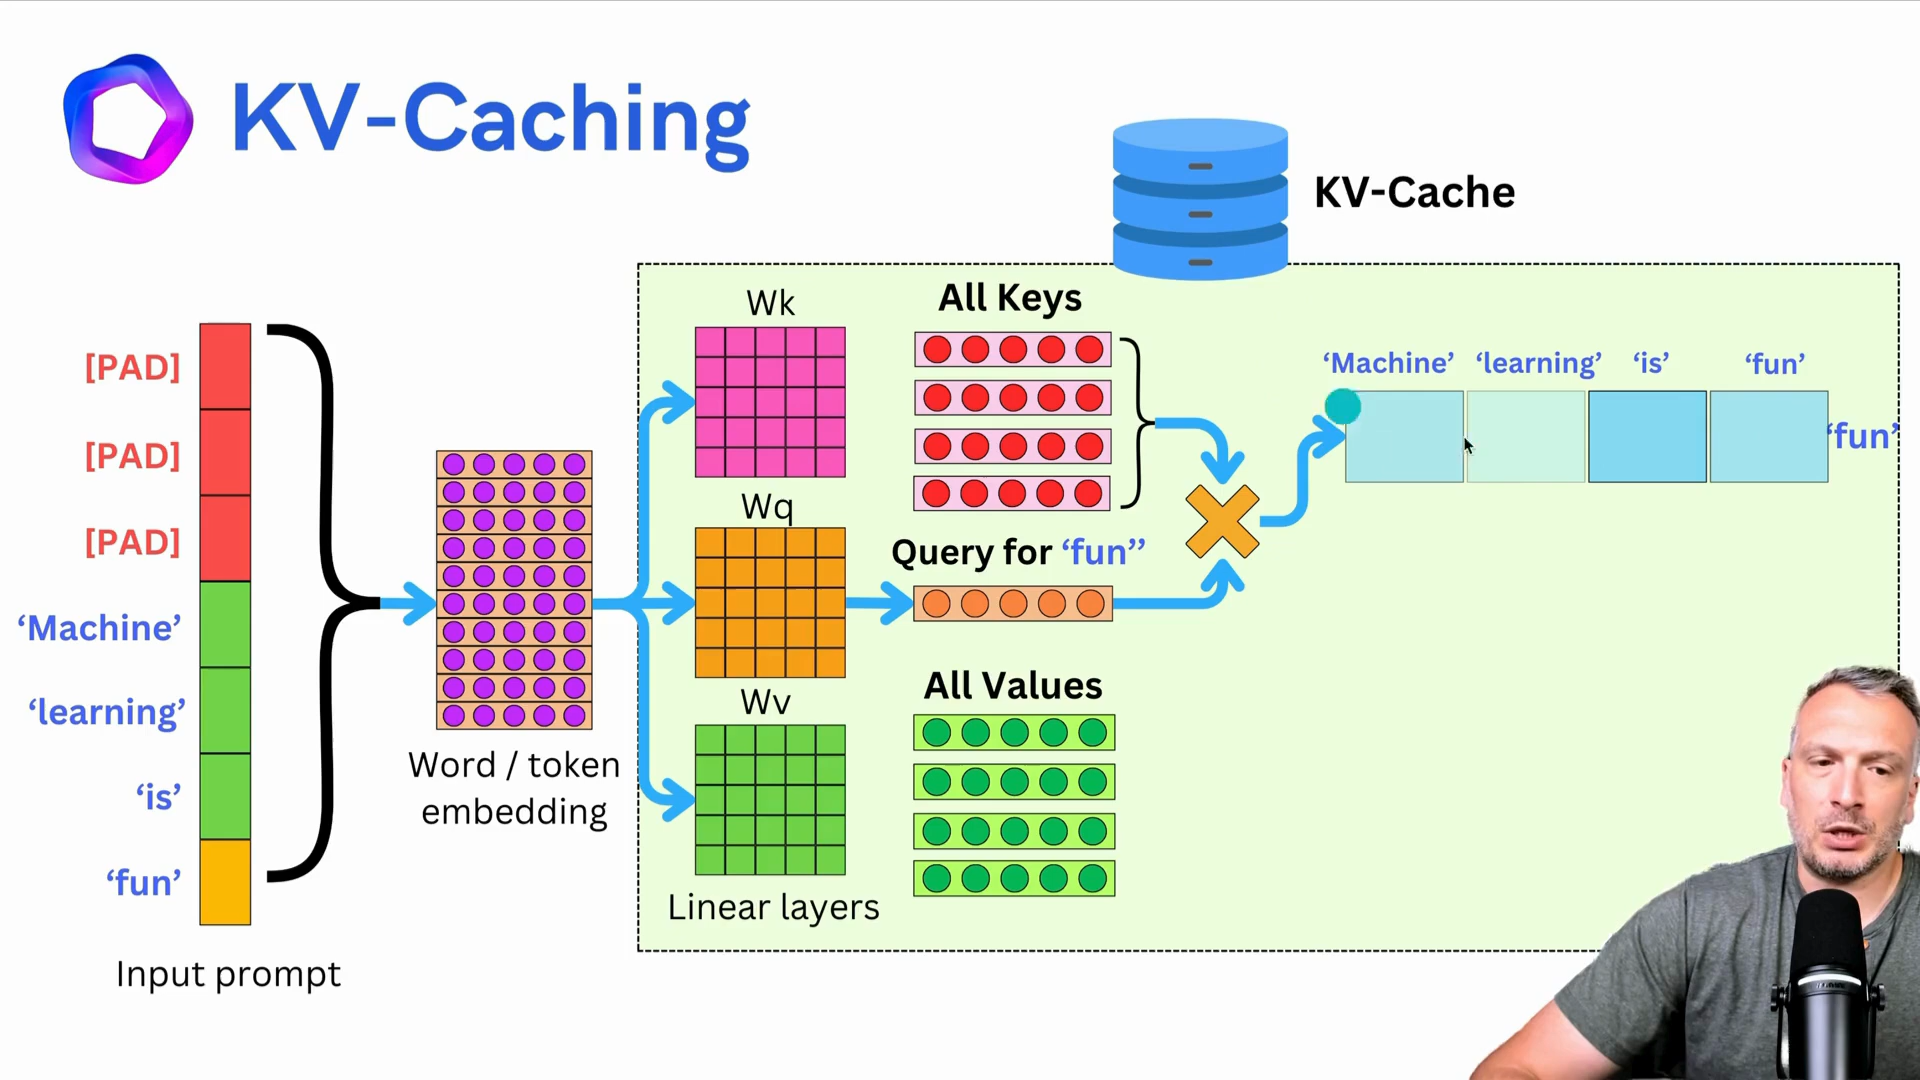 KV-Caching
KV-Cache
[PAD]
[PAD]
[PAD]
‘Machine’
‘learning’
‘is’
‘fun’
Input prompt
Word / token
embedding
Wk
Wq
Wv
Linear layers
All Keys
Query for ‘fun’’
All Values
‘Machine’ ‘learning’ ‘is’ ‘fun’
‘fun’